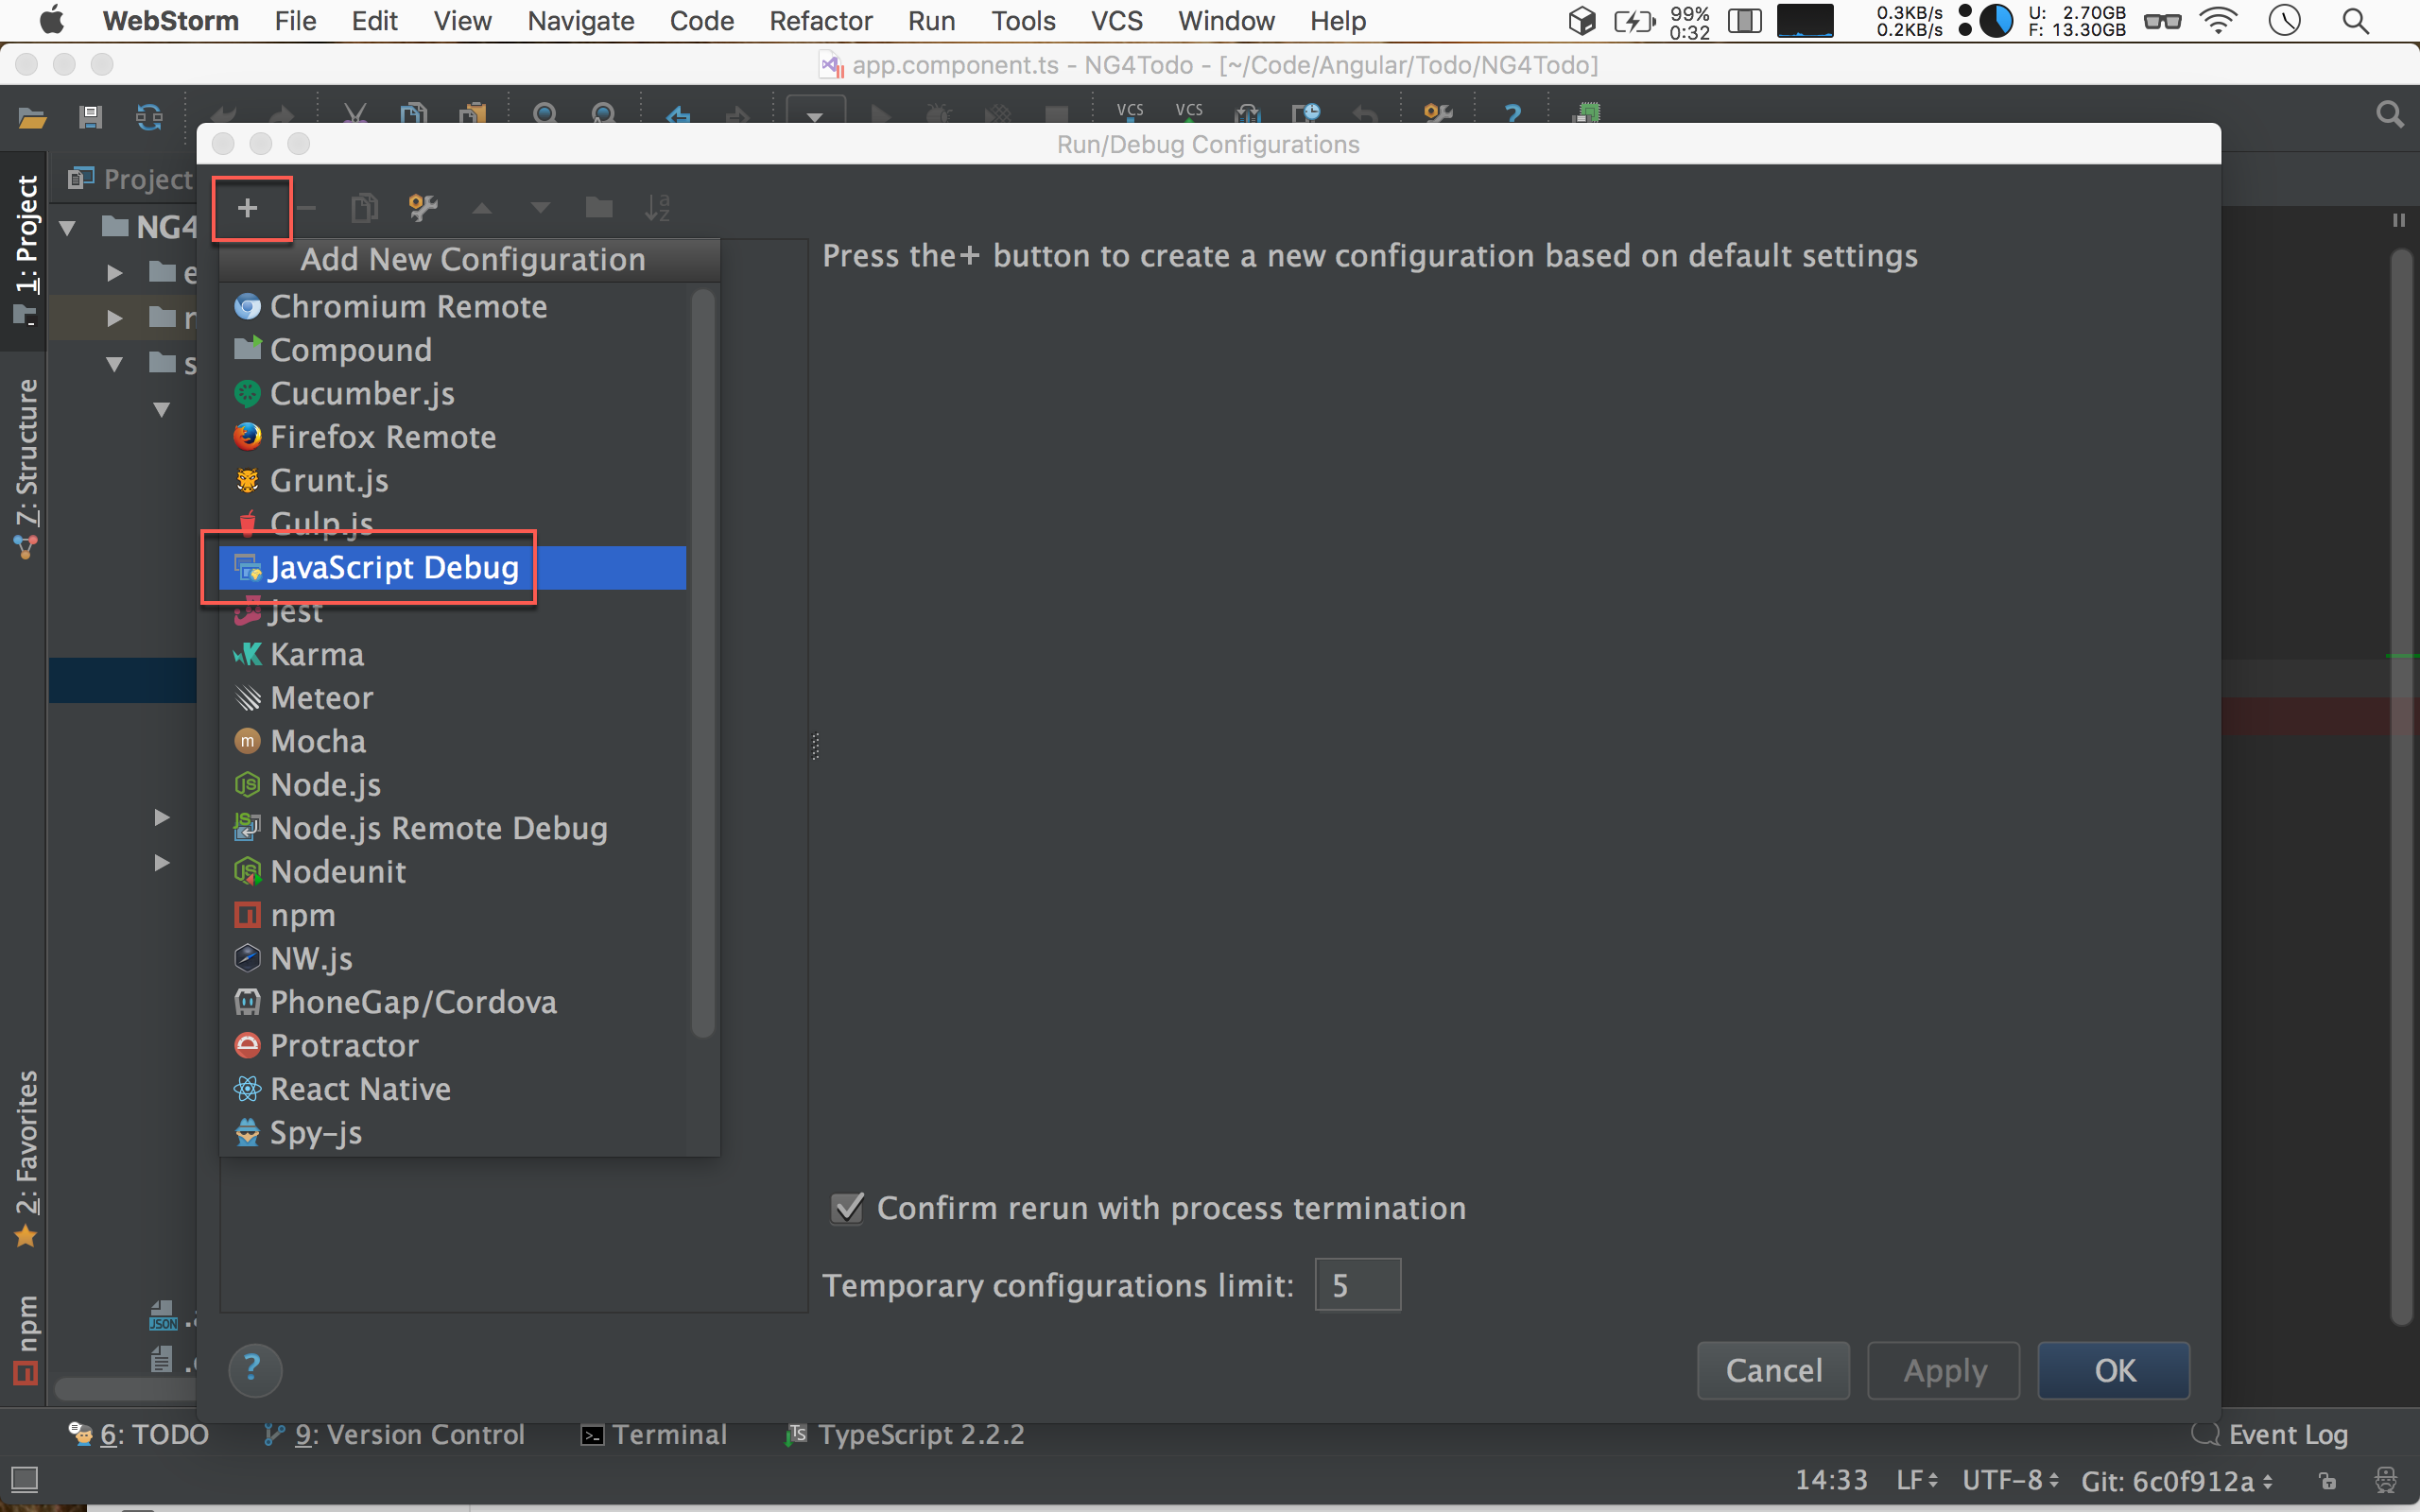 WebStorm File Edit View Navigate Code Refactor Run Tools VCS Window Help 99% 0:32 0.3KB/s 0.2KB/s U: 2.70GB F: 13.30GB
app.component.ts - NG4Todo - [~/Code/Angular/Todo/NG4Todo]
VCS VCS ?
Run/Debug Configurations
1: Project
Project
NG4
Add New Configuration
Press the+ button to create a new configuration based on default settings
Chromium Remote
Compound
Cucumber.js
Firefox Remote
Grunt.js
Gulp.js
JavaScript Debug
Jest
Karma
Meteor
Mocha
Node.js
Node.js Remote Debug
Nodeunit
npm
NW.js
PhoneGap/Cordova
Protractor
React Native
Spy-js
7: Structure
2: Favorites
npm
Confirm rerun with process termination
Temporary configurations limit: 5
? Cancel Apply OK
6: TODO 9: Version Control Terminal TypeScript 2.2.2 Event Log
14:33 LF UTF-8 Git: 6c0f912a